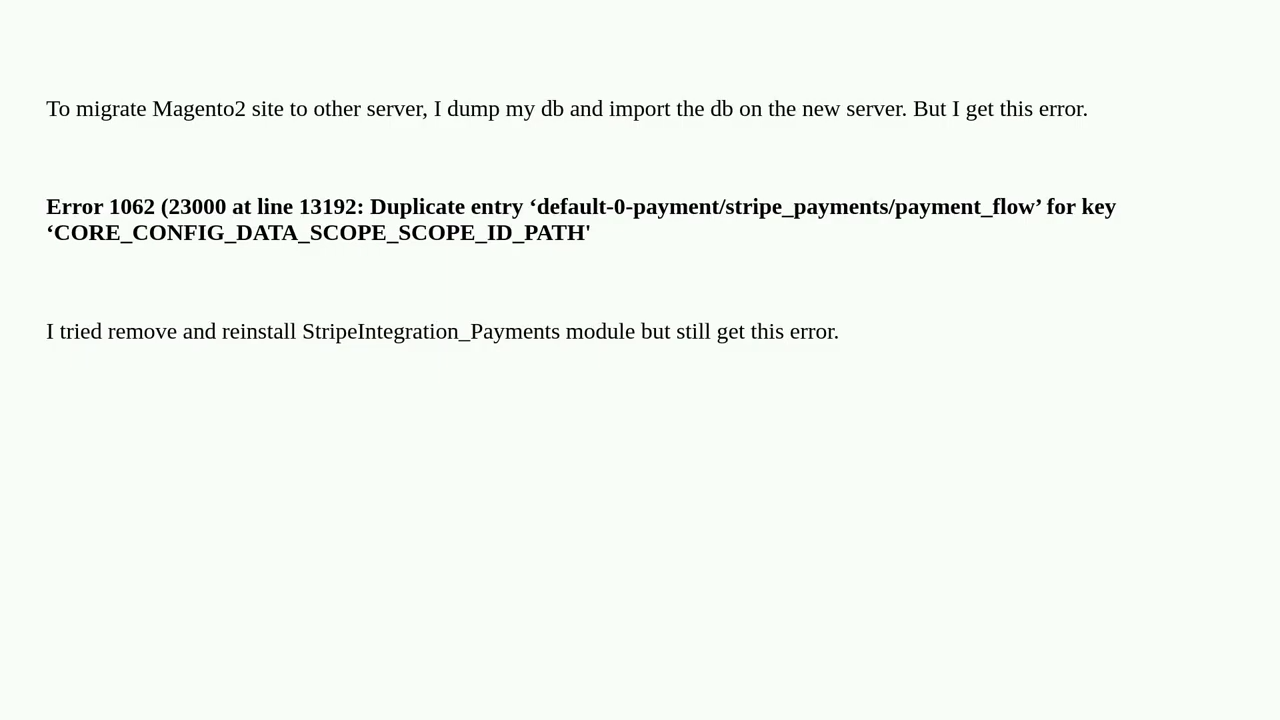 To migrate Magento2 site to other server, I dump my db and import the db on the new server. But I get this error.
Error 1062 (23000 at line 13192: Duplicate entry ‘default-0-payment/stripe_payments/payment_flow’ for key
‘CORE_CONFIG_DATA_SCOPE_SCOPE_ID_PATH'
I tried remove and reinstall StripeIntegration_Payments module but still get this error.